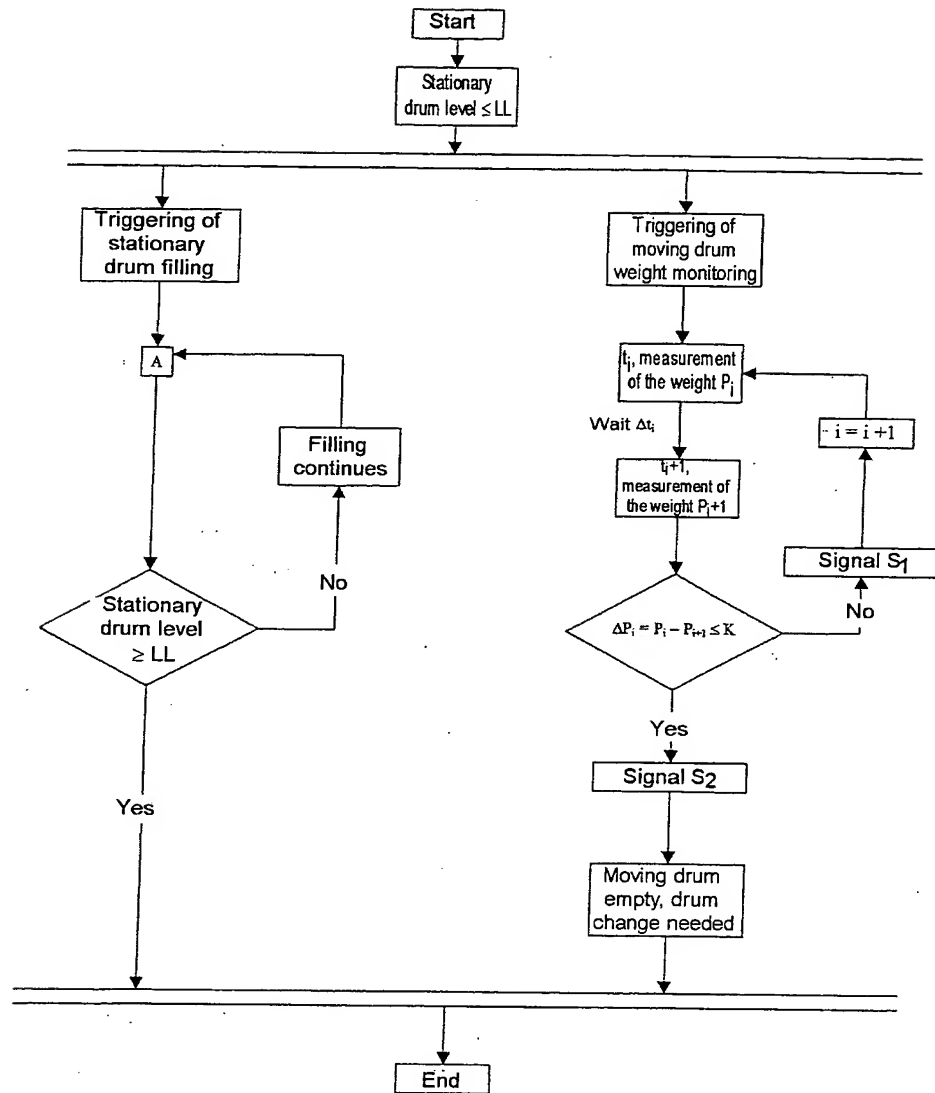 Start
Stationary
drum level ≤ LL
Triggering of
stationary
drum filling
A
Filling
continues
No
Stationary
drum level
≥ LL
Yes
Triggering of
moving drum
weight monitoring
tᵢ, measurement
of the weight Pᵢ
Wait Δtᵢ
tᵢ+1,
measurement of
the weight Pᵢ+1
- i = i +1
Signal S₁
No
ΔPᵢ = Pᵢ – Pᵢ₊₁ ≤ K
Yes
Signal S₂
Moving drum
empty, drum
change needed
End